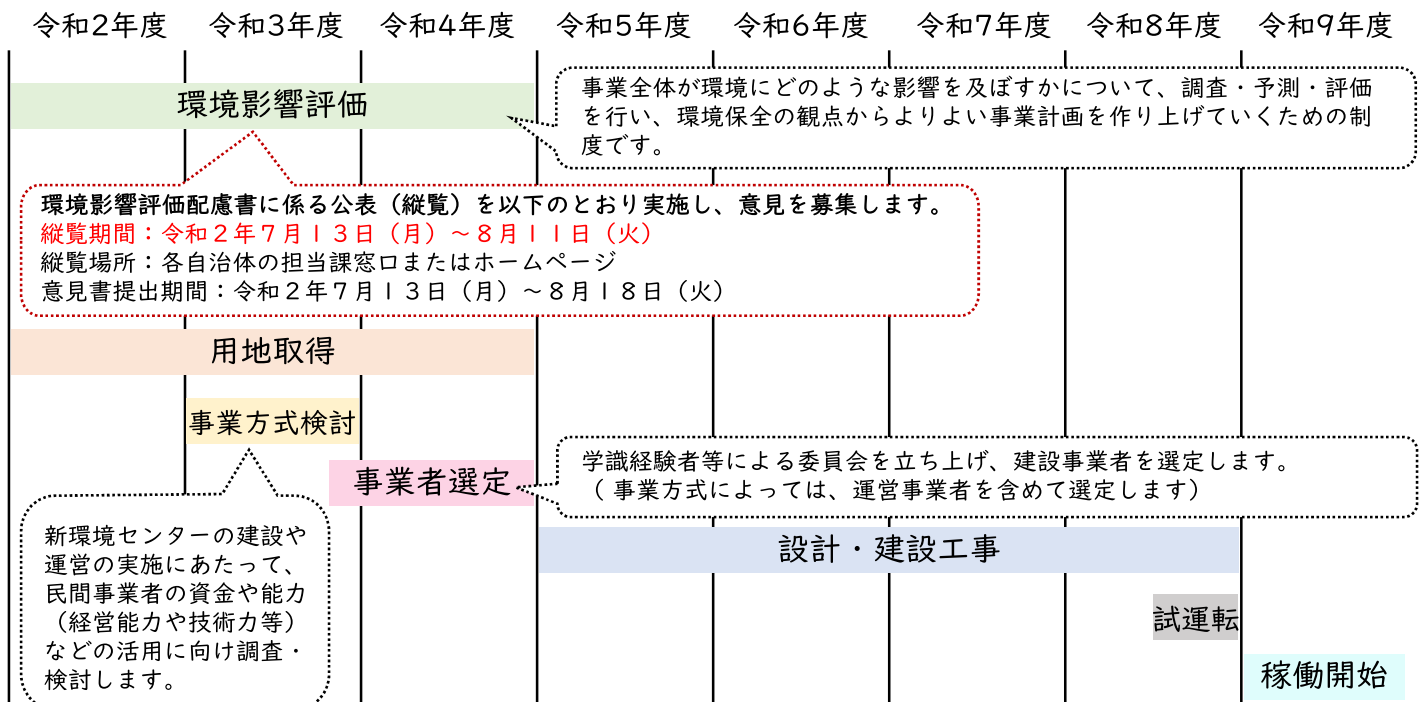 令和2年度 令和3年度 令和4年度 令和5年度 令和6年度 令和7年度 令和8年度 令和9年度
環境影響評価
事業全体が環境にどのような影響を及ぼすかについて、調査・予測・評価
を行い、環境保全の観点からよりよい事業計画を作り上げていくための制
度です。
環境影響評価配慮書に係る公表（縦覧）を以下のとおり実施し、意見を募集します。
縦覧期間：令和２年７月１３日（月）～８月１１日（火）
縦覧場所：各自治体の担当課窓口またはホームページ
意見書提出期間：令和２年７月１３日（月）～８月１８日（火）
用地取得
事業方式検討
新環境センターの建設や
運営の実施にあたって、
民間事業者の資金や能力
（経営能力や技術力等）
などの活用に向け調査・
検討します。
事業者選定
学識経験者等による委員会を立ち上げ、建設事業者を選定します。
（ 事業方式によっては、運営事業者を含めて選定します）
設計・建設工事
試運転
稼働開始